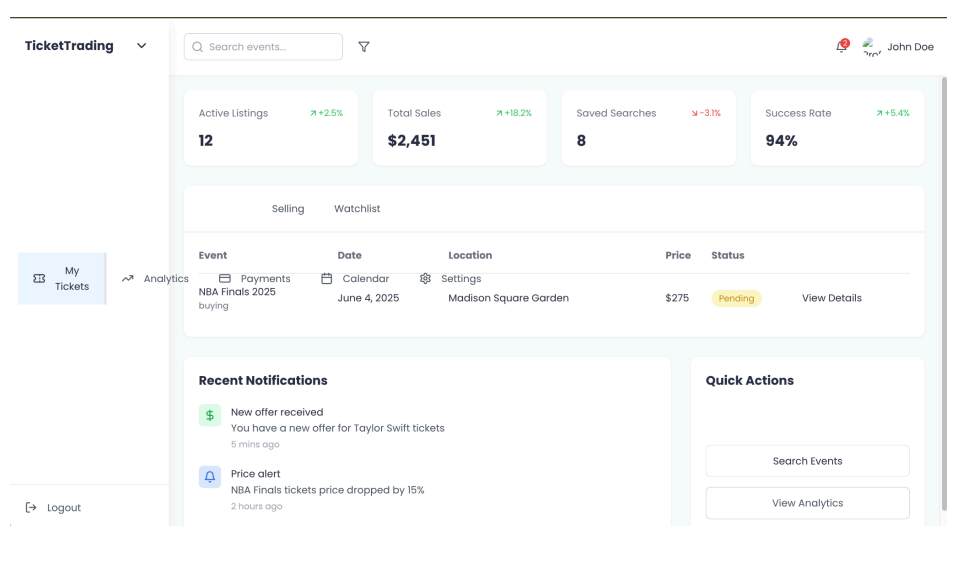 TicketTrading
Search events...
2
John Doe
Active Listings
+2.5%
12
Total Sales
+18.2%
$2,451
Saved Searches
-3.1%
8
Success Rate
+5.4%
94%
Selling
Watchlist
Event
Date
Location
Price
Status
My
Tickets
Analytics
Payments
Calendar
Settings
NBA Finals 2025
buying
June 4, 2025
Madison Square Garden
$275
Pending
View Details
Recent Notifications
New offer received
You have a new offer for Taylor Swift tickets
5 mins ago
Price alert
NBA Finals tickets price dropped by 15%
2 hours ago
Quick Actions
Search Events
View Analytics
Logout